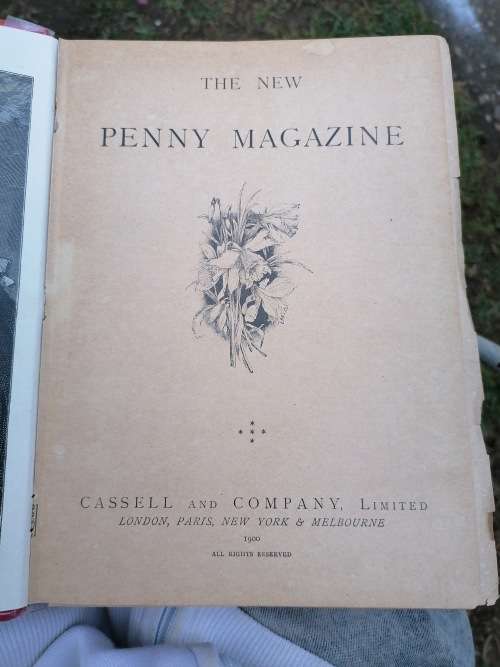 THE NEW
PENNY MAGAZINE
CASSELL AND COMPANY, LIMITED
LONDON, PARIS, NEW YORK & MELBOURNE
1900
ALL RIGHTS RESERVED